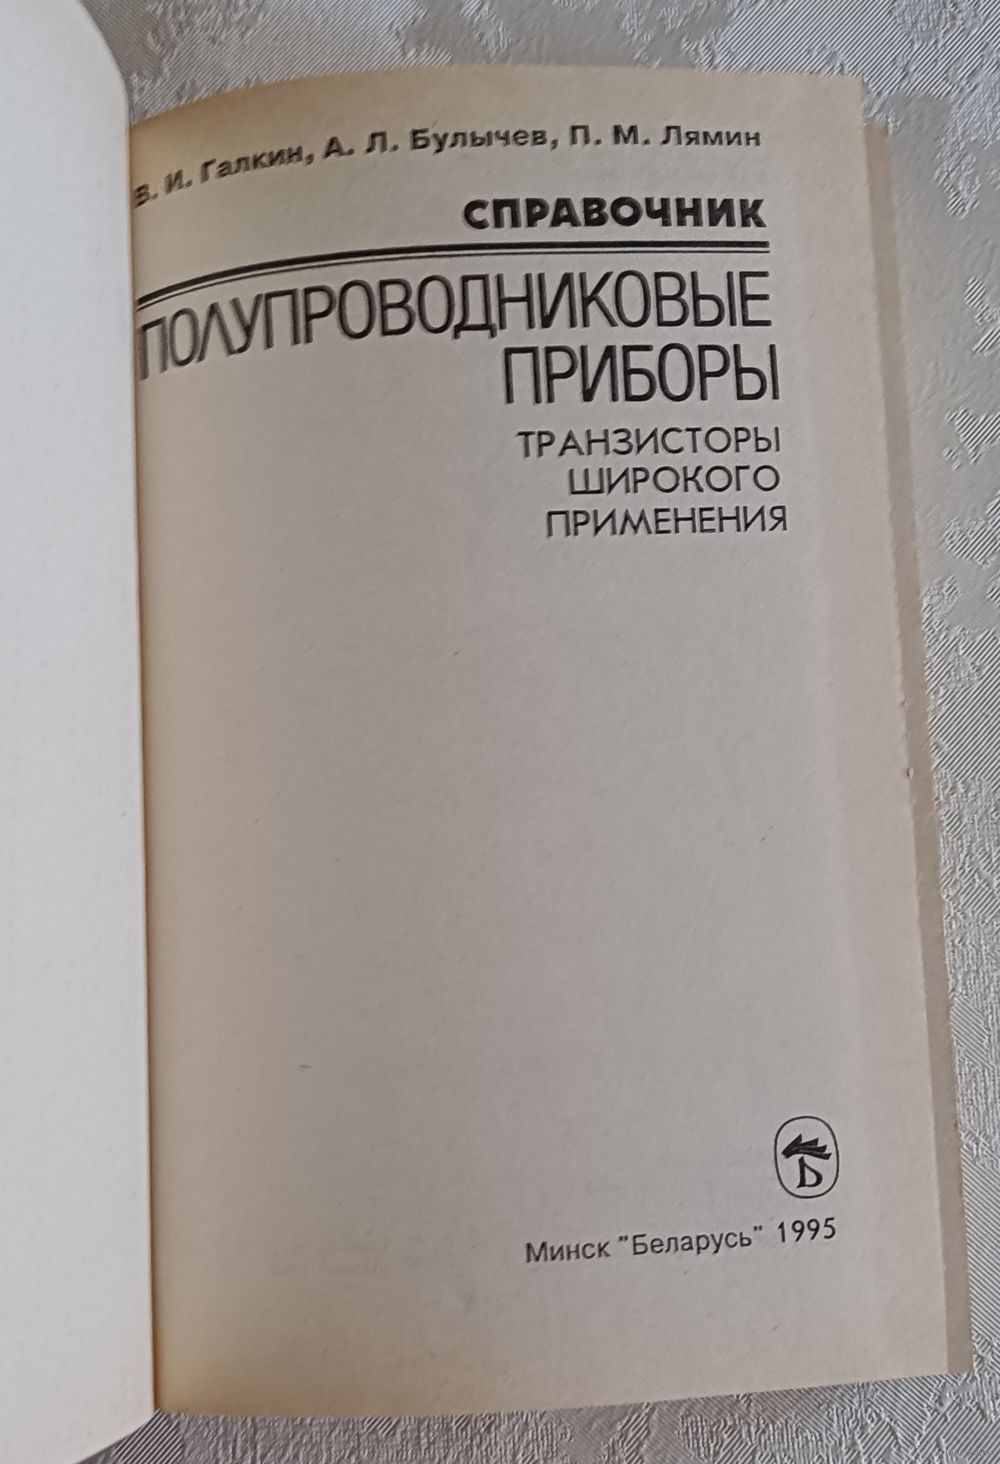 В. И. Галкин, А. Л. Булычев, П. М. Лямин
СПРАВОЧНИК
ПОЛУПРОВОДНИКОВЫЕ
ПРИБОРЫ
ТРАНЗИСТОРЫ
ШИРОКОГО
ПРИМЕНЕНИЯ
Б
Минск "Беларусь" 1995